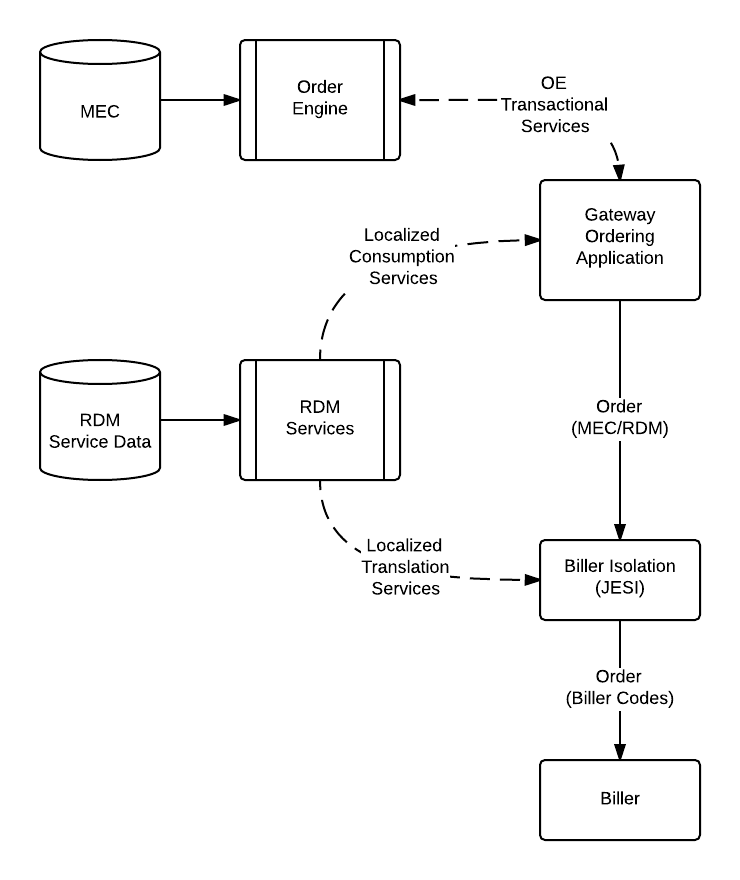 MEC
Order
Engine
OE
Transactional
Services
Gateway
Ordering
Application
Localized
Consumption
Services
RDM
Service Data
RDM
Services
Order
(MEC/RDM)
Localized
Translation
Services
Biller Isolation
(JESI)
Order
(Biller Codes)
Biller